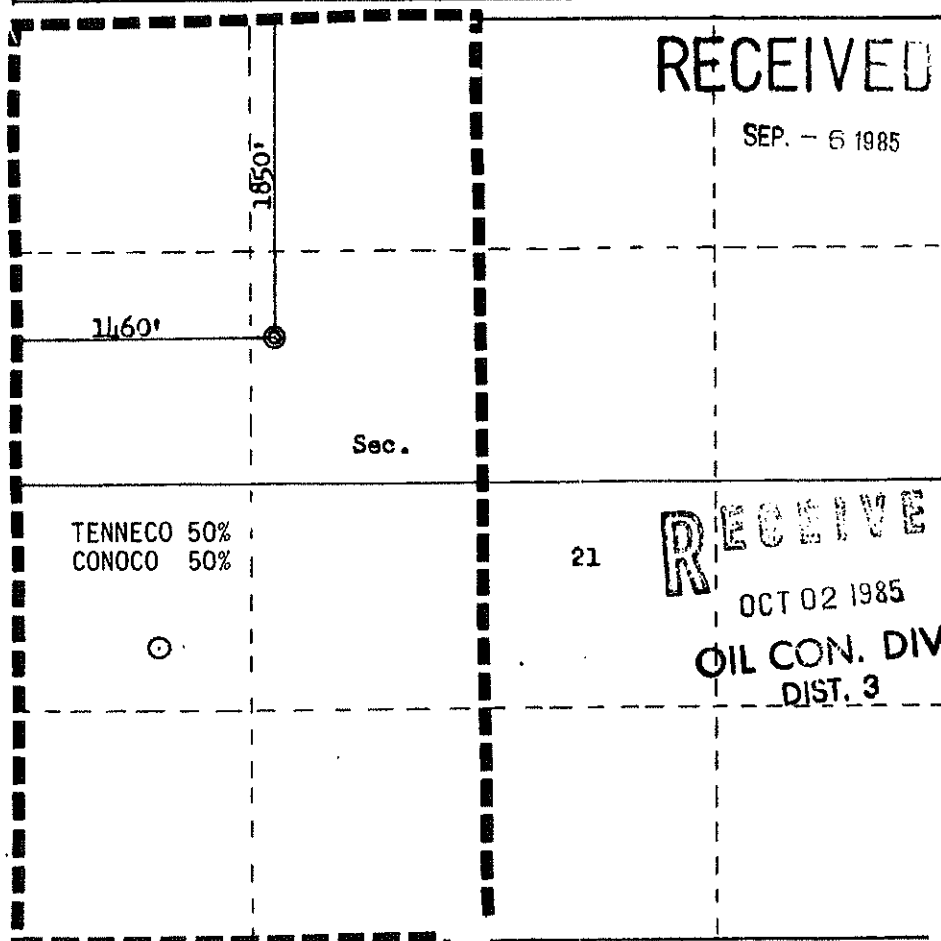 RECEIVED
SEP. - 6 1985
1850'
1460'
Sec.
TENNECO 50%
CONOCO 50%
21
RECEIVE
OCT 02 1985
OIL CON. DIV
DIST. 3